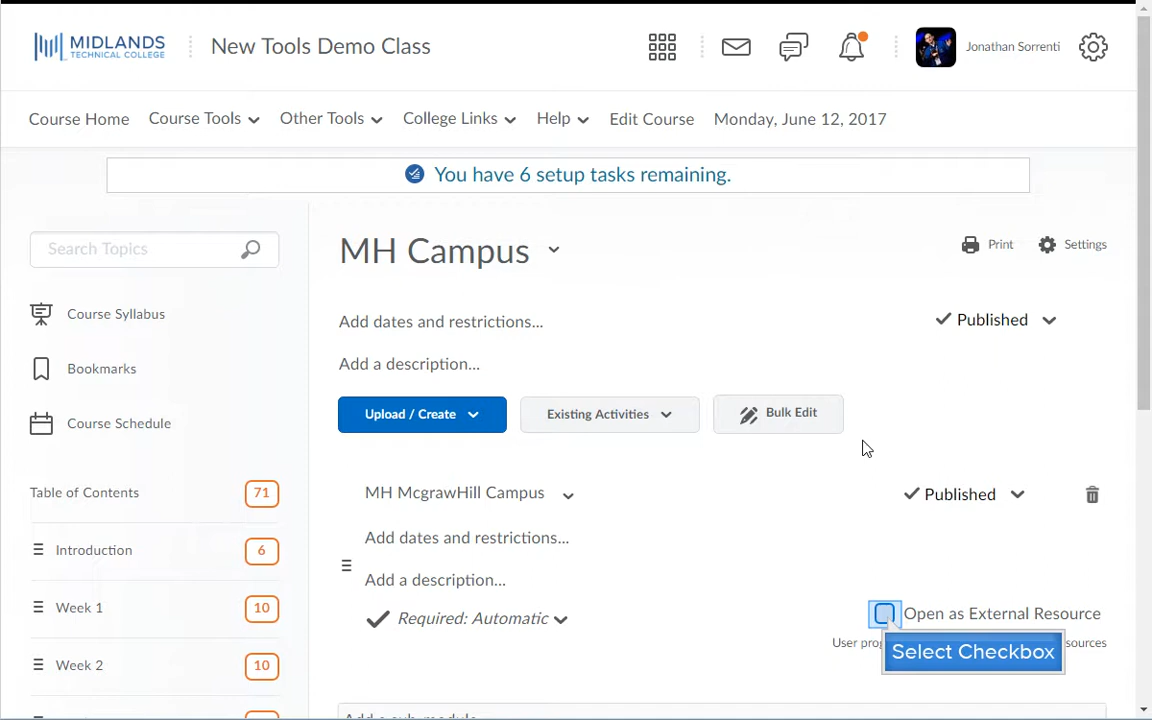 MIDLANDS
TECHNICAL COLLEGE
New Tools Demo Class
Jonathan Sorrenti
Course Home
Course Tools
Other Tools
College Links
Help
Edit Course
Monday, June 12, 2017
You have 6 setup tasks remaining.
Search Topics
Course Syllabus
Bookmarks
Course Schedule
Table of Contents 71
Introduction 6
Week 1 10
Week 2 10
MH Campus
Print
Settings
Add dates and restrictions...
Published
Add a description...
Upload / Create
Existing Activities
Bulk Edit
MH McgrawHill Campus
Published
Add dates and restrictions...
Add a description...
Required: Automatic
Open as External Resource
User
Select Checkbox